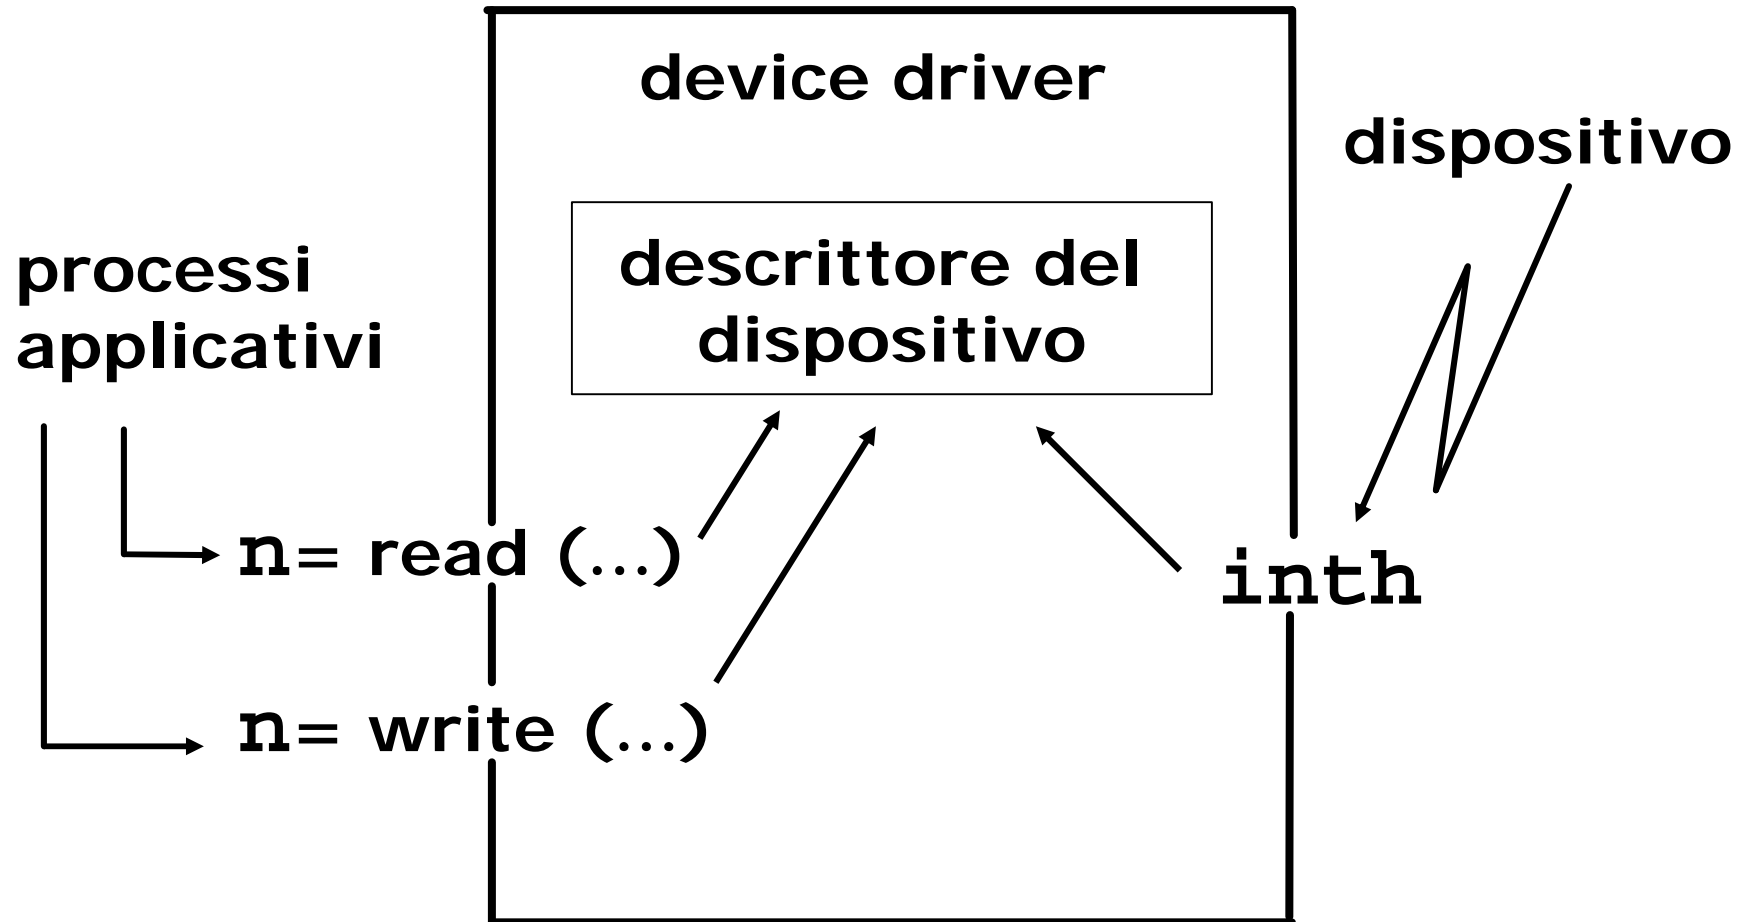 device driver
dispositivo
descrittore del
dispositivo
processi
applicativi
n= read (...)
inth
n= write (...)